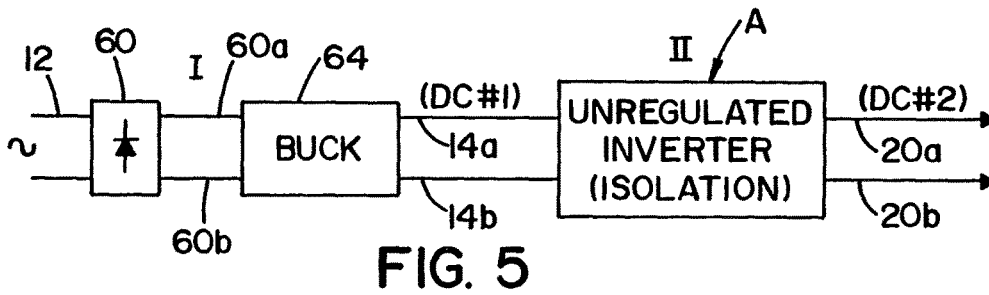 12
60
I
60a
64
II
A
(DC#1)
(DC#2)
~
BUCK
UNREGULATED
INVERTER
(ISOLATION)
14a
20a
60b
14b
20b
FIG. 5